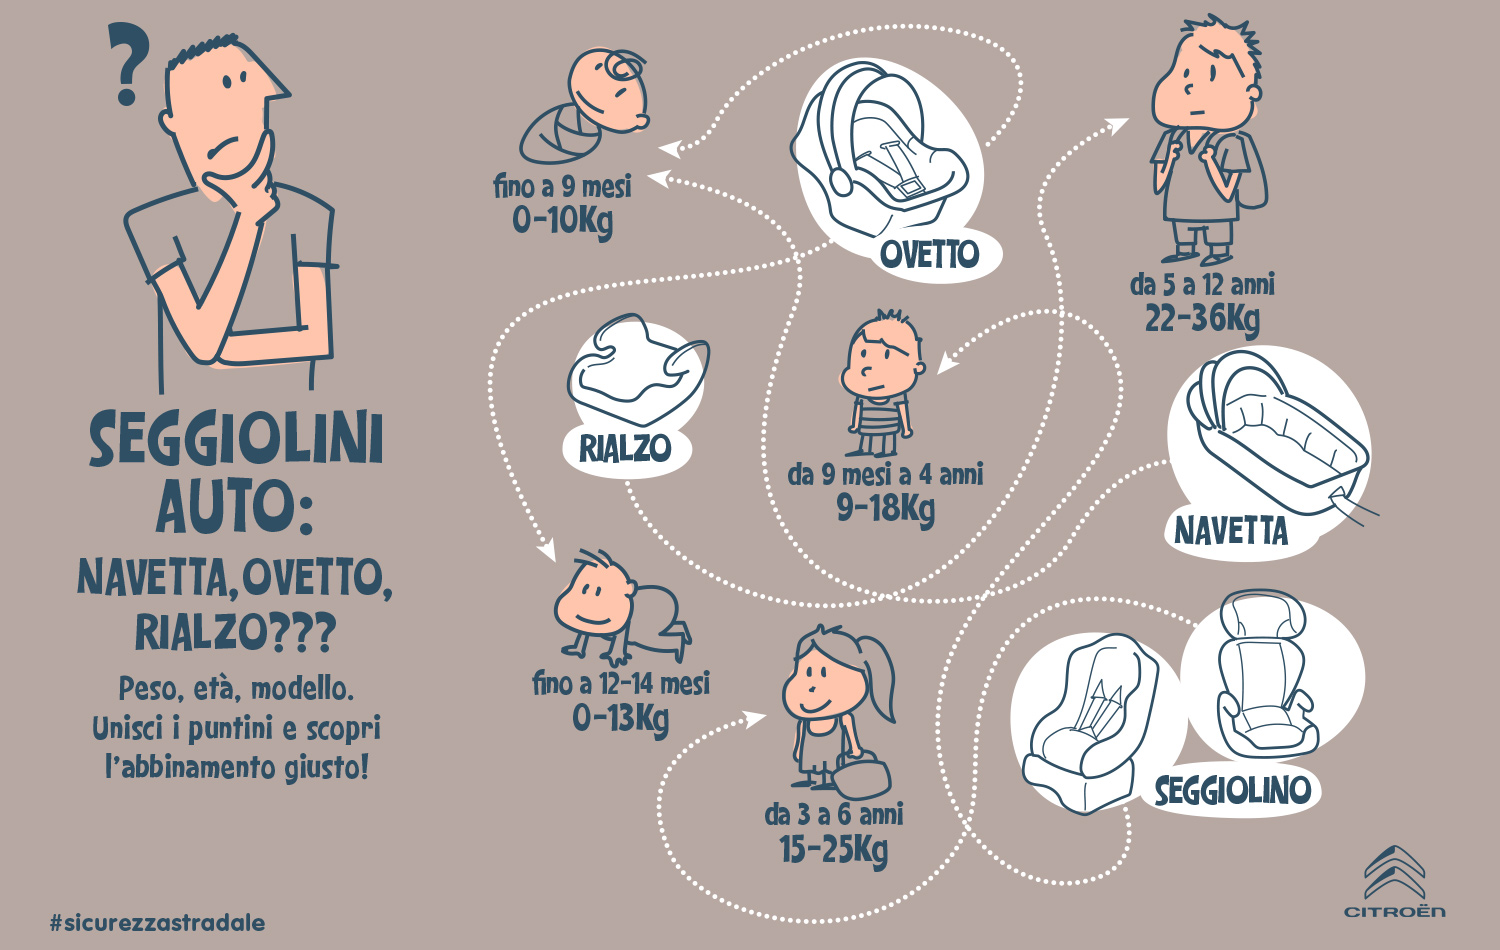 ?
SEGGIOLINI
AUTO:
NAVETTA, OVETTO,
RIALZO???
Peso, età, modello.
Unisci i puntini e scopri
l'abbinamento giusto!
#sicurezzastradale
fino a 9 mesi
0-10Kg
OVETTO
da 5 a 12 anni
22-36Kg
RIALZO
da 9 mesi a 4 anni
9-18Kg
NAVETTA
fino a 12-14 mesi
0-13Kg
da 3 a 6 anni
15-25Kg
SEGGIOLINO
CITROËN